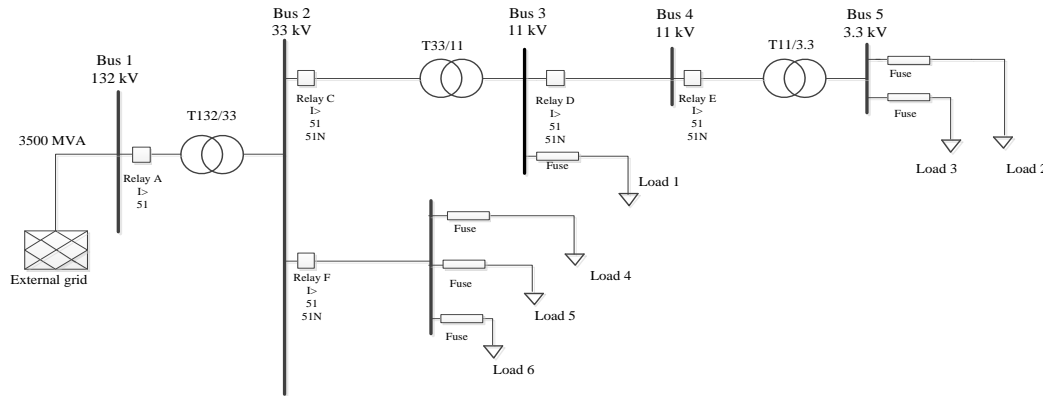 Bus 1
132 kV
3500 MVA
External grid
Relay A
I>
51
T132/33
Bus 2
33 kV
Relay C
I>
51
51N
T33/11
Bus 3
11 kV
Relay D
I>
51
51N
Fuse
Load 1
Bus 4
11 kV
Relay E
I>
51
51N
T11/3.3
Bus 5
3.3 kV
Fuse
Fuse
Load 3
Load 2
Relay F
I>
51
51N
Fuse
Load 4
Fuse
Load 5
Fuse
Load 6